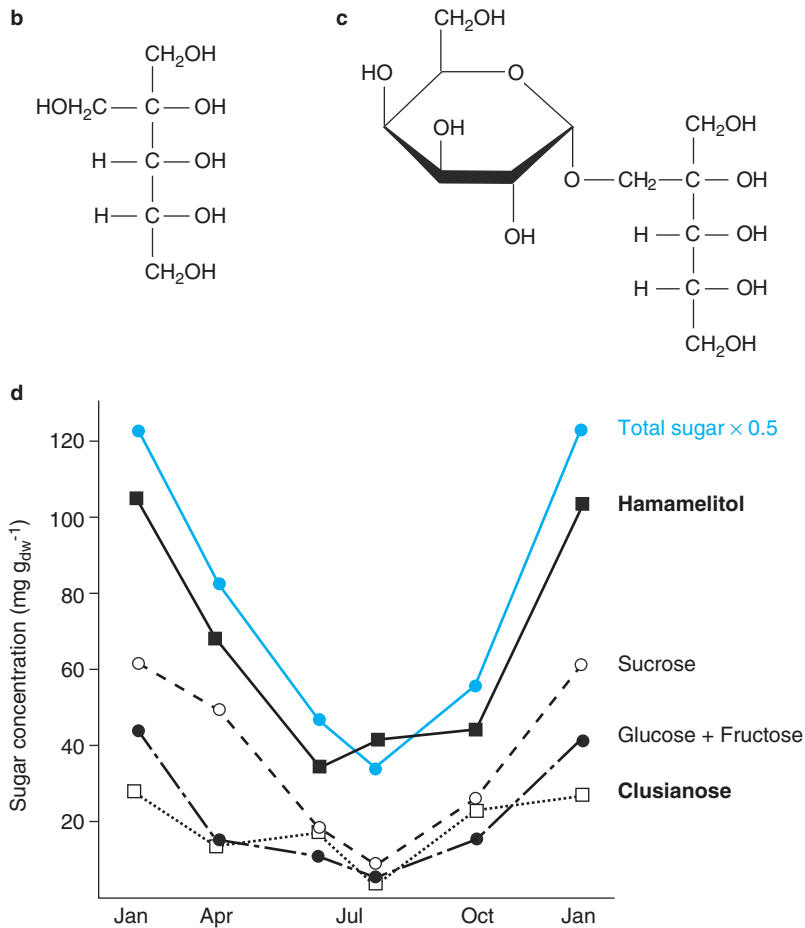 b
CH₂OH
HOH₂C—C—OH
H—C—OH
H—C—OH
CH₂OH
c
CH₂OH
HO
O
OH
OH
O—CH₂—C—OH
CH₂OH
H—C—OH
H—C—OH
CH₂OH
d
Sugar concentration (mg g_dw⁻¹)
120
100
80
60
40
20
Total sugar × 0.5
Hamamelitol
Sucrose
Glucose + Fructose
Clusianose
Jan Apr Jul Oct Jan